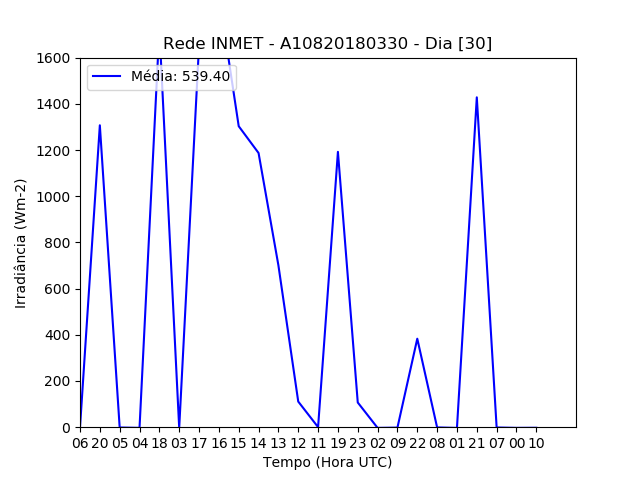 Rede INMET - A10820180330 - Dia [30]
Média: 539.40
Irradiância (Wm-2)
1600
1400
1200
1000
800
600
400
200
0
06 20 05 04 18 03 17 16 15 14 13 12 11 19 23 02 09 22 08 01 21 07 00 10
Tempo (Hora UTC)